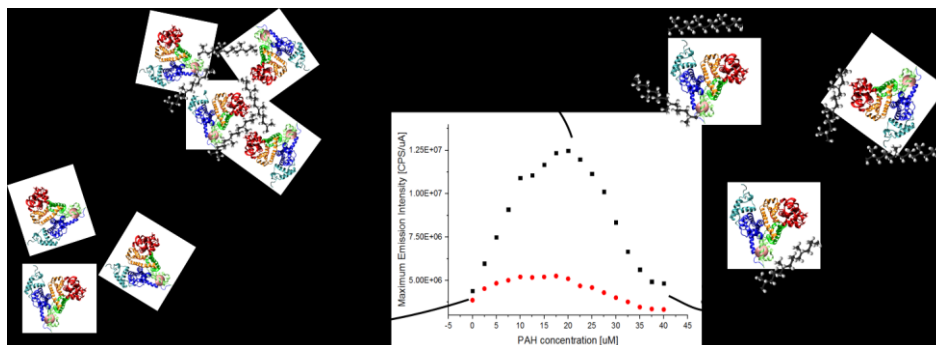 Maximum Emission Intensity [CPS/uA]
1.25E+07
1.00E+07
7.50E+06
5.00E+06
-5 0 5 10 15 20 25 30 35 40 45
PAH concentration [uM]